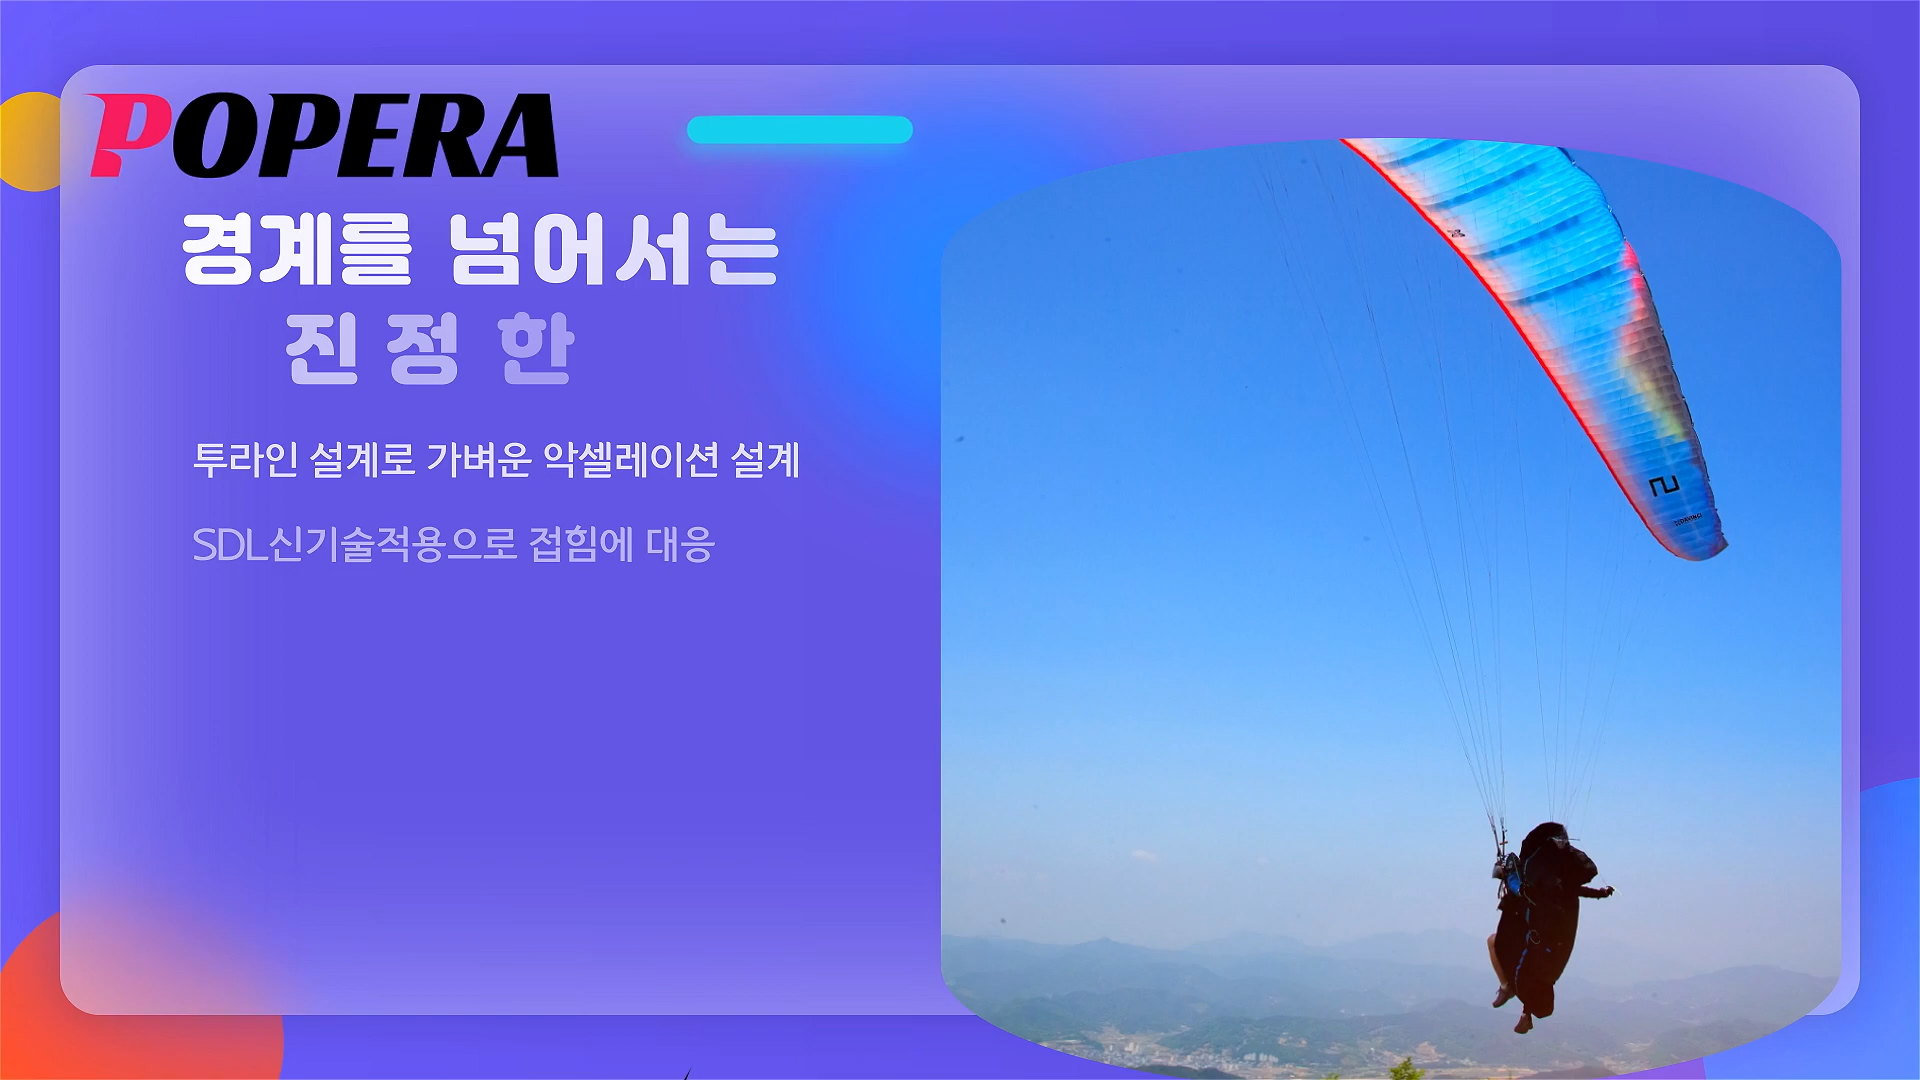 POPERA
경계를 넘어서는
진정한
투라인 설계로 가벼운 악셀레이션 설계
SDL신기술적용으로 접힘에 대응